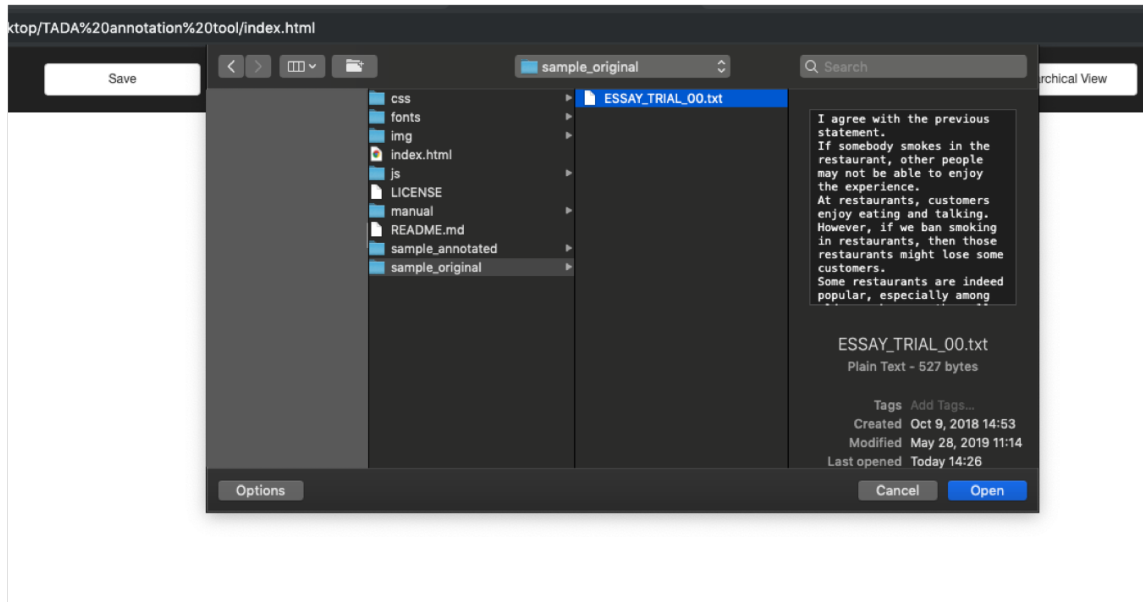 ktop/TADA%20annotation%20tool/index.html
Save
sample_original
Search
rchical View
css
fonts
img
index.html
js
LICENSE
manual
README.md
sample_annotated
sample_original
ESSAY_TRIAL_00.txt
I agree with the previous
statement.
If somebody smokes in the
restaurant, other people
may not be able to enjoy
the experience.
At restaurants, customers
enjoy eating and talking.
However, if we ban smoking
in restaurants, then those
restaurants might lose some
customers.
Some restaurants are indeed
popular, especially among
ESSAY_TRIAL_00.txt
Plain Text - 527 bytes
Tags Add Tags...
Created Oct 9, 2018 14:53
Modified May 28, 2019 11:14
Last opened Today 14:26
Options
Cancel
Open